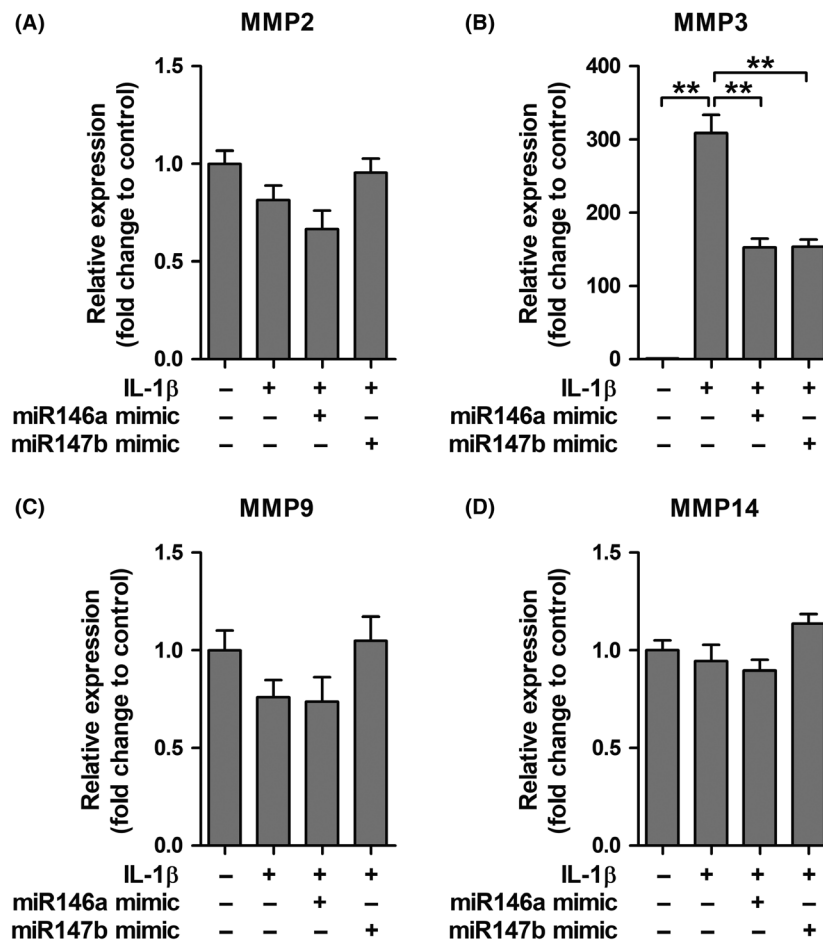 (A) MMP2
Relative expression
(fold change to control)
1.5
1.0
0.5
0.0
IL-1β – + + +
miR146a mimic – – + –
miR147b mimic – – – +
(B) MMP3
Relative expression
(fold change to control)
400
300
200
100
0
** ** **
IL-1β – + + +
miR146a mimic – – + –
miR147b mimic – – – +
(C) MMP9
Relative expression
(fold change to control)
1.5
1.0
0.5
0.0
IL-1β – + + +
miR146a mimic – – + –
miR147b mimic – – – +
(D) MMP14
Relative expression
(fold change to control)
1.5
1.0
0.5
0.0
IL-1β – + + +
miR146a mimic – – + –
miR147b mimic – – – +